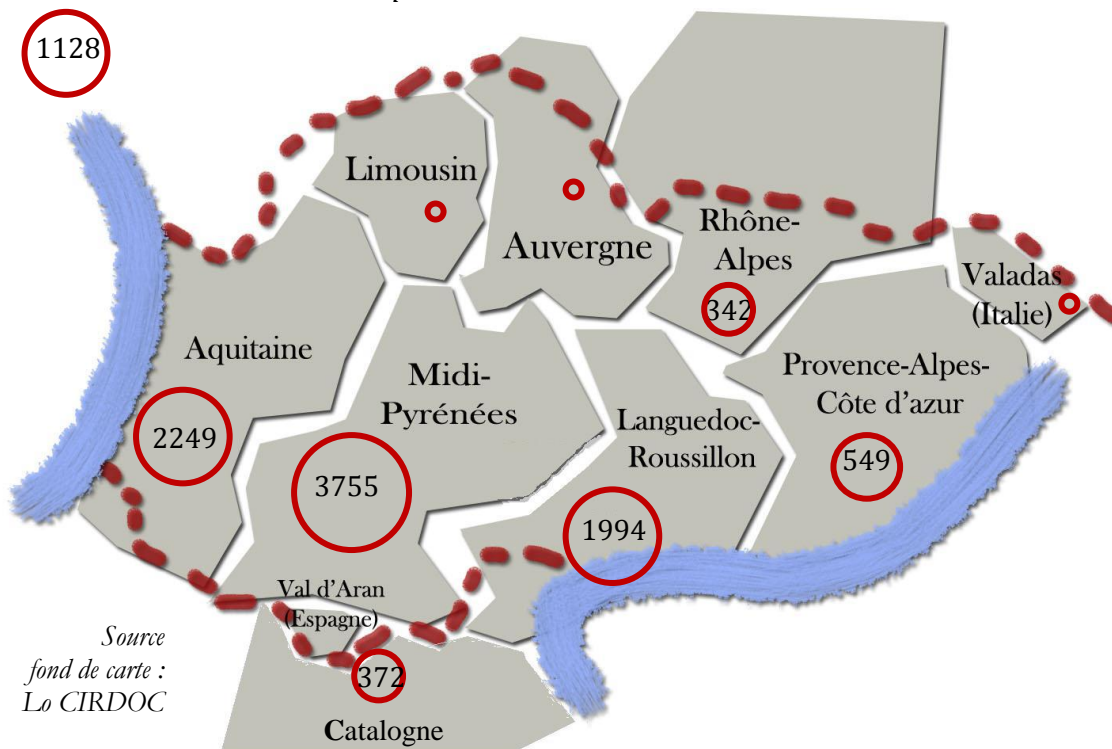 1128
Limousin
Auvergne
Rhône-
Alpes
342
Valadas
(Italie)
Aquitaine
2249
Midi-
Pyrénées
3755
Languedoc-
Roussillon
1994
Provence-Alpes-
Côte d'azur
549
Val d'Aran
(Espagne)
372
Catalogne
Source
fond de carte :
Lo CIRDOC